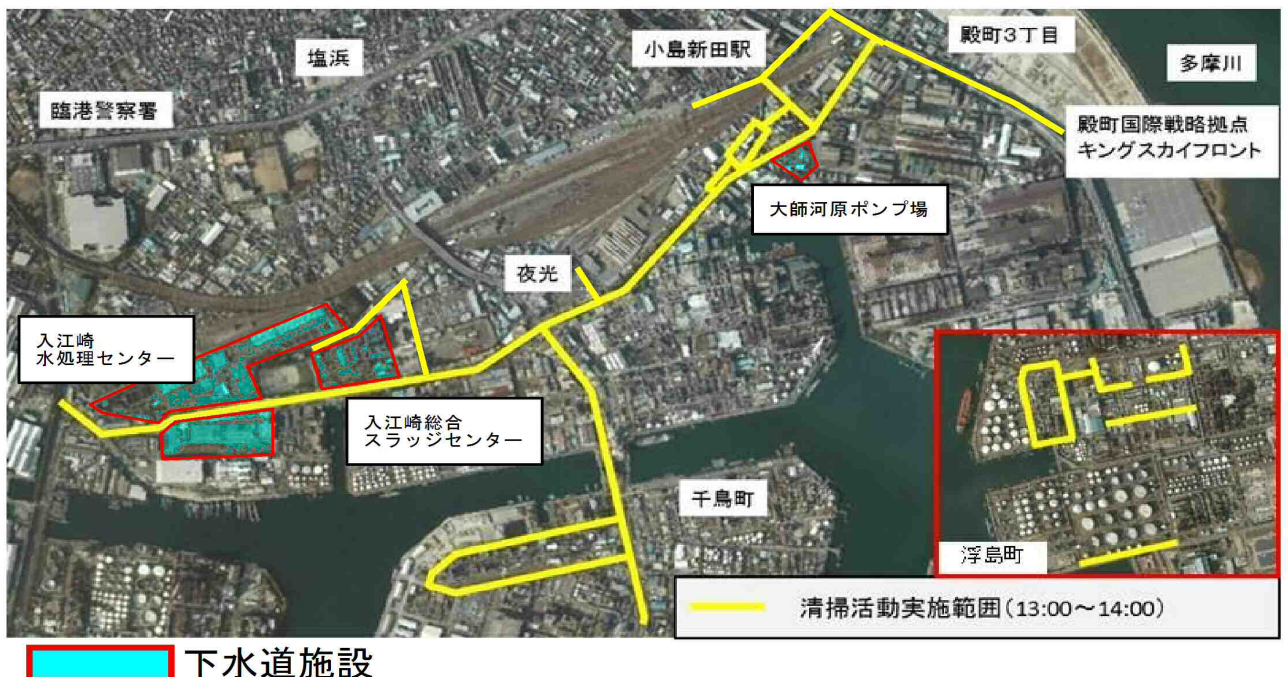 殿町3丁目
小島新田駅
塩浜
多摩川
臨港警察署
殿町国際戦略拠点
キングスカイフロント
大師河原ポンプ場
夜光
入江崎
水処理センター
入江崎総合
スラッジセンター
千鳥町
浮島町
清掃活動実施範囲(13:00～14:00)
下水道施設